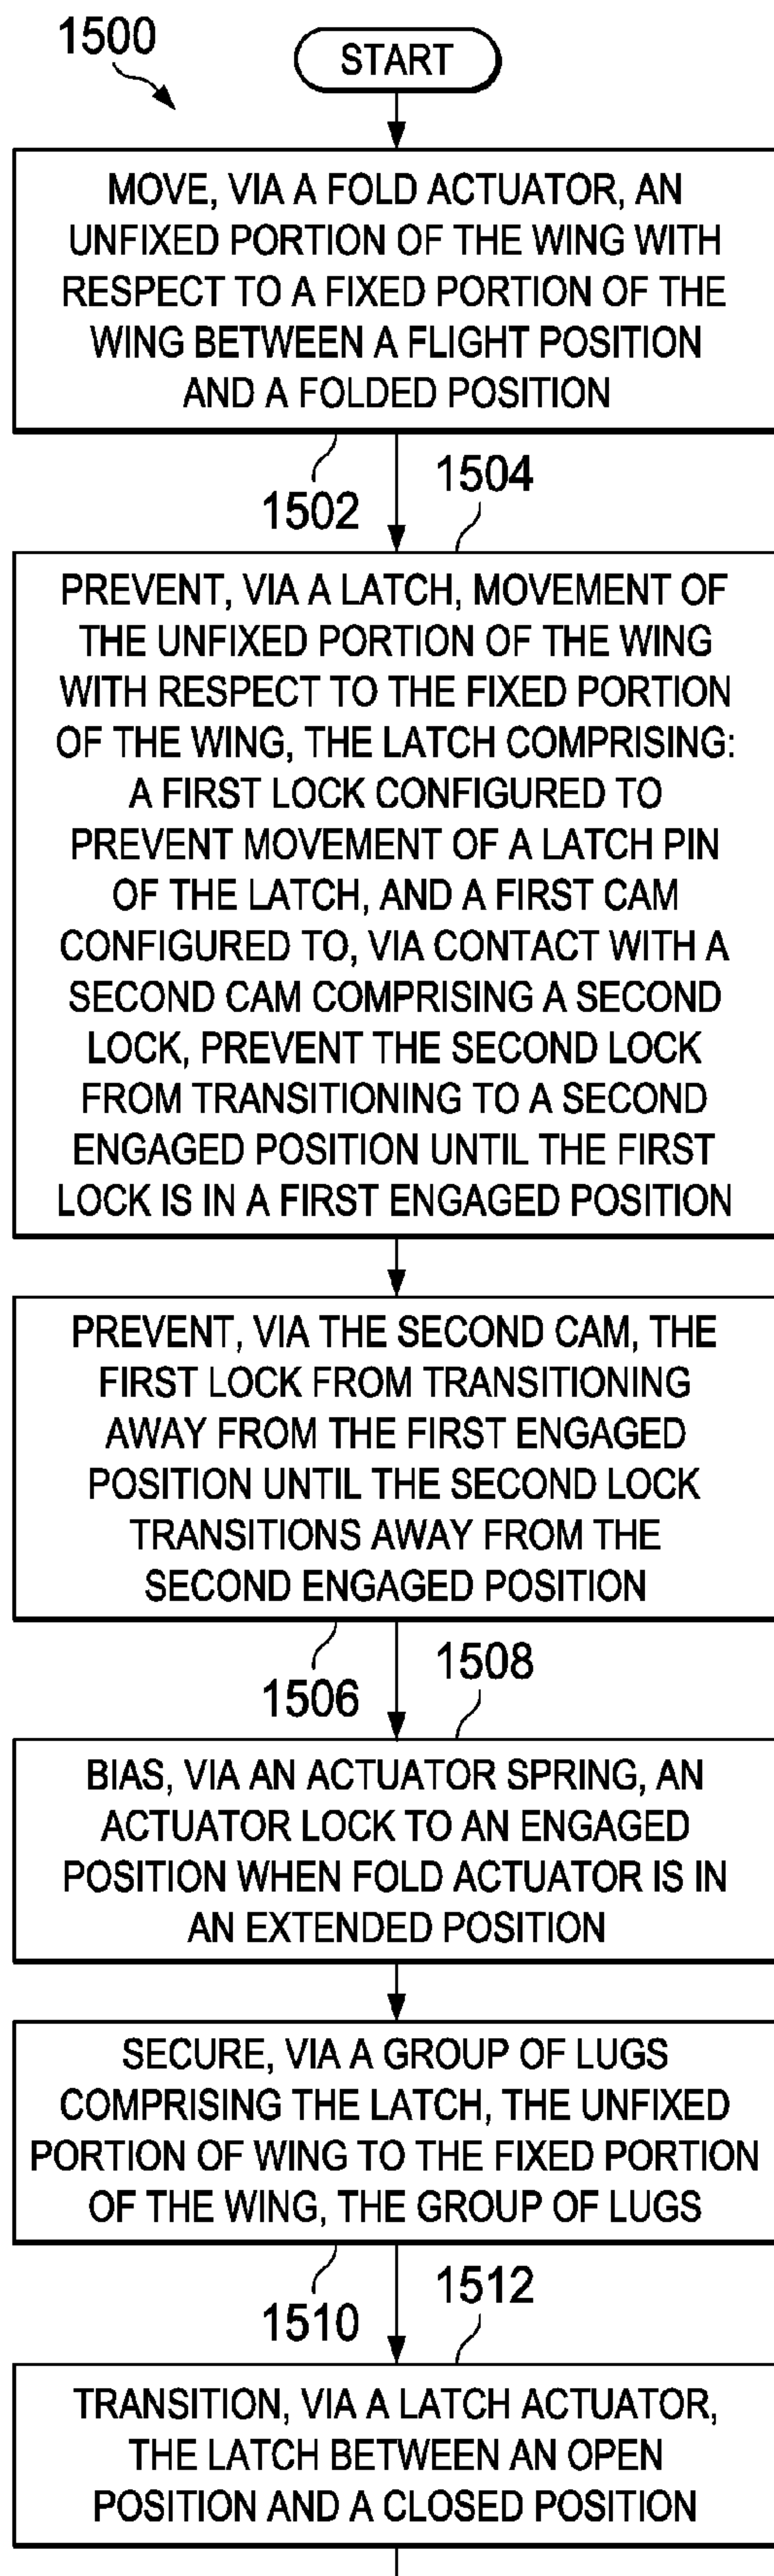 1500
START
MOVE, VIA A FOLD ACTUATOR, AN
UNFIXED PORTION OF THE WING WITH
RESPECT TO A FIXED PORTION OF THE
WING BETWEEN A FLIGHT POSITION
AND A FOLDED POSITION
1502
1504
PREVENT, VIA A LATCH, MOVEMENT OF
THE UNFIXED PORTION OF THE WING
WITH RESPECT TO THE FIXED PORTION
OF THE WING, THE LATCH COMPRISING:
A FIRST LOCK CONFIGURED TO
PREVENT MOVEMENT OF A LATCH PIN
OF THE LATCH, AND A FIRST CAM
CONFIGURED TO, VIA CONTACT WITH A
SECOND CAM COMPRISING A SECOND
LOCK, PREVENT THE SECOND LOCK
FROM TRANSITIONING TO A SECOND
ENGAGED POSITION UNTIL THE FIRST
LOCK IS IN A FIRST ENGAGED POSITION
PREVENT, VIA THE SECOND CAM, THE
FIRST LOCK FROM TRANSITIONING
AWAY FROM THE FIRST ENGAGED
POSITION UNTIL THE SECOND LOCK
TRANSITIONS AWAY FROM THE
SECOND ENGAGED POSITION
1506
1508
BIAS, VIA AN ACTUATOR SPRING, AN
ACTUATOR LOCK TO AN ENGAGED
POSITION WHEN FOLD ACTUATOR IS IN
AN EXTENDED POSITION
SECURE, VIA A GROUP OF LUGS
COMPRISING THE LATCH, THE UNFIXED
PORTION OF WING TO THE FIXED PORTION
OF THE WING, THE GROUP OF LUGS
1510
1512
TRANSITION, VIA A LATCH ACTUATOR,
THE LATCH BETWEEN AN OPEN
POSITION AND A CLOSED POSITION